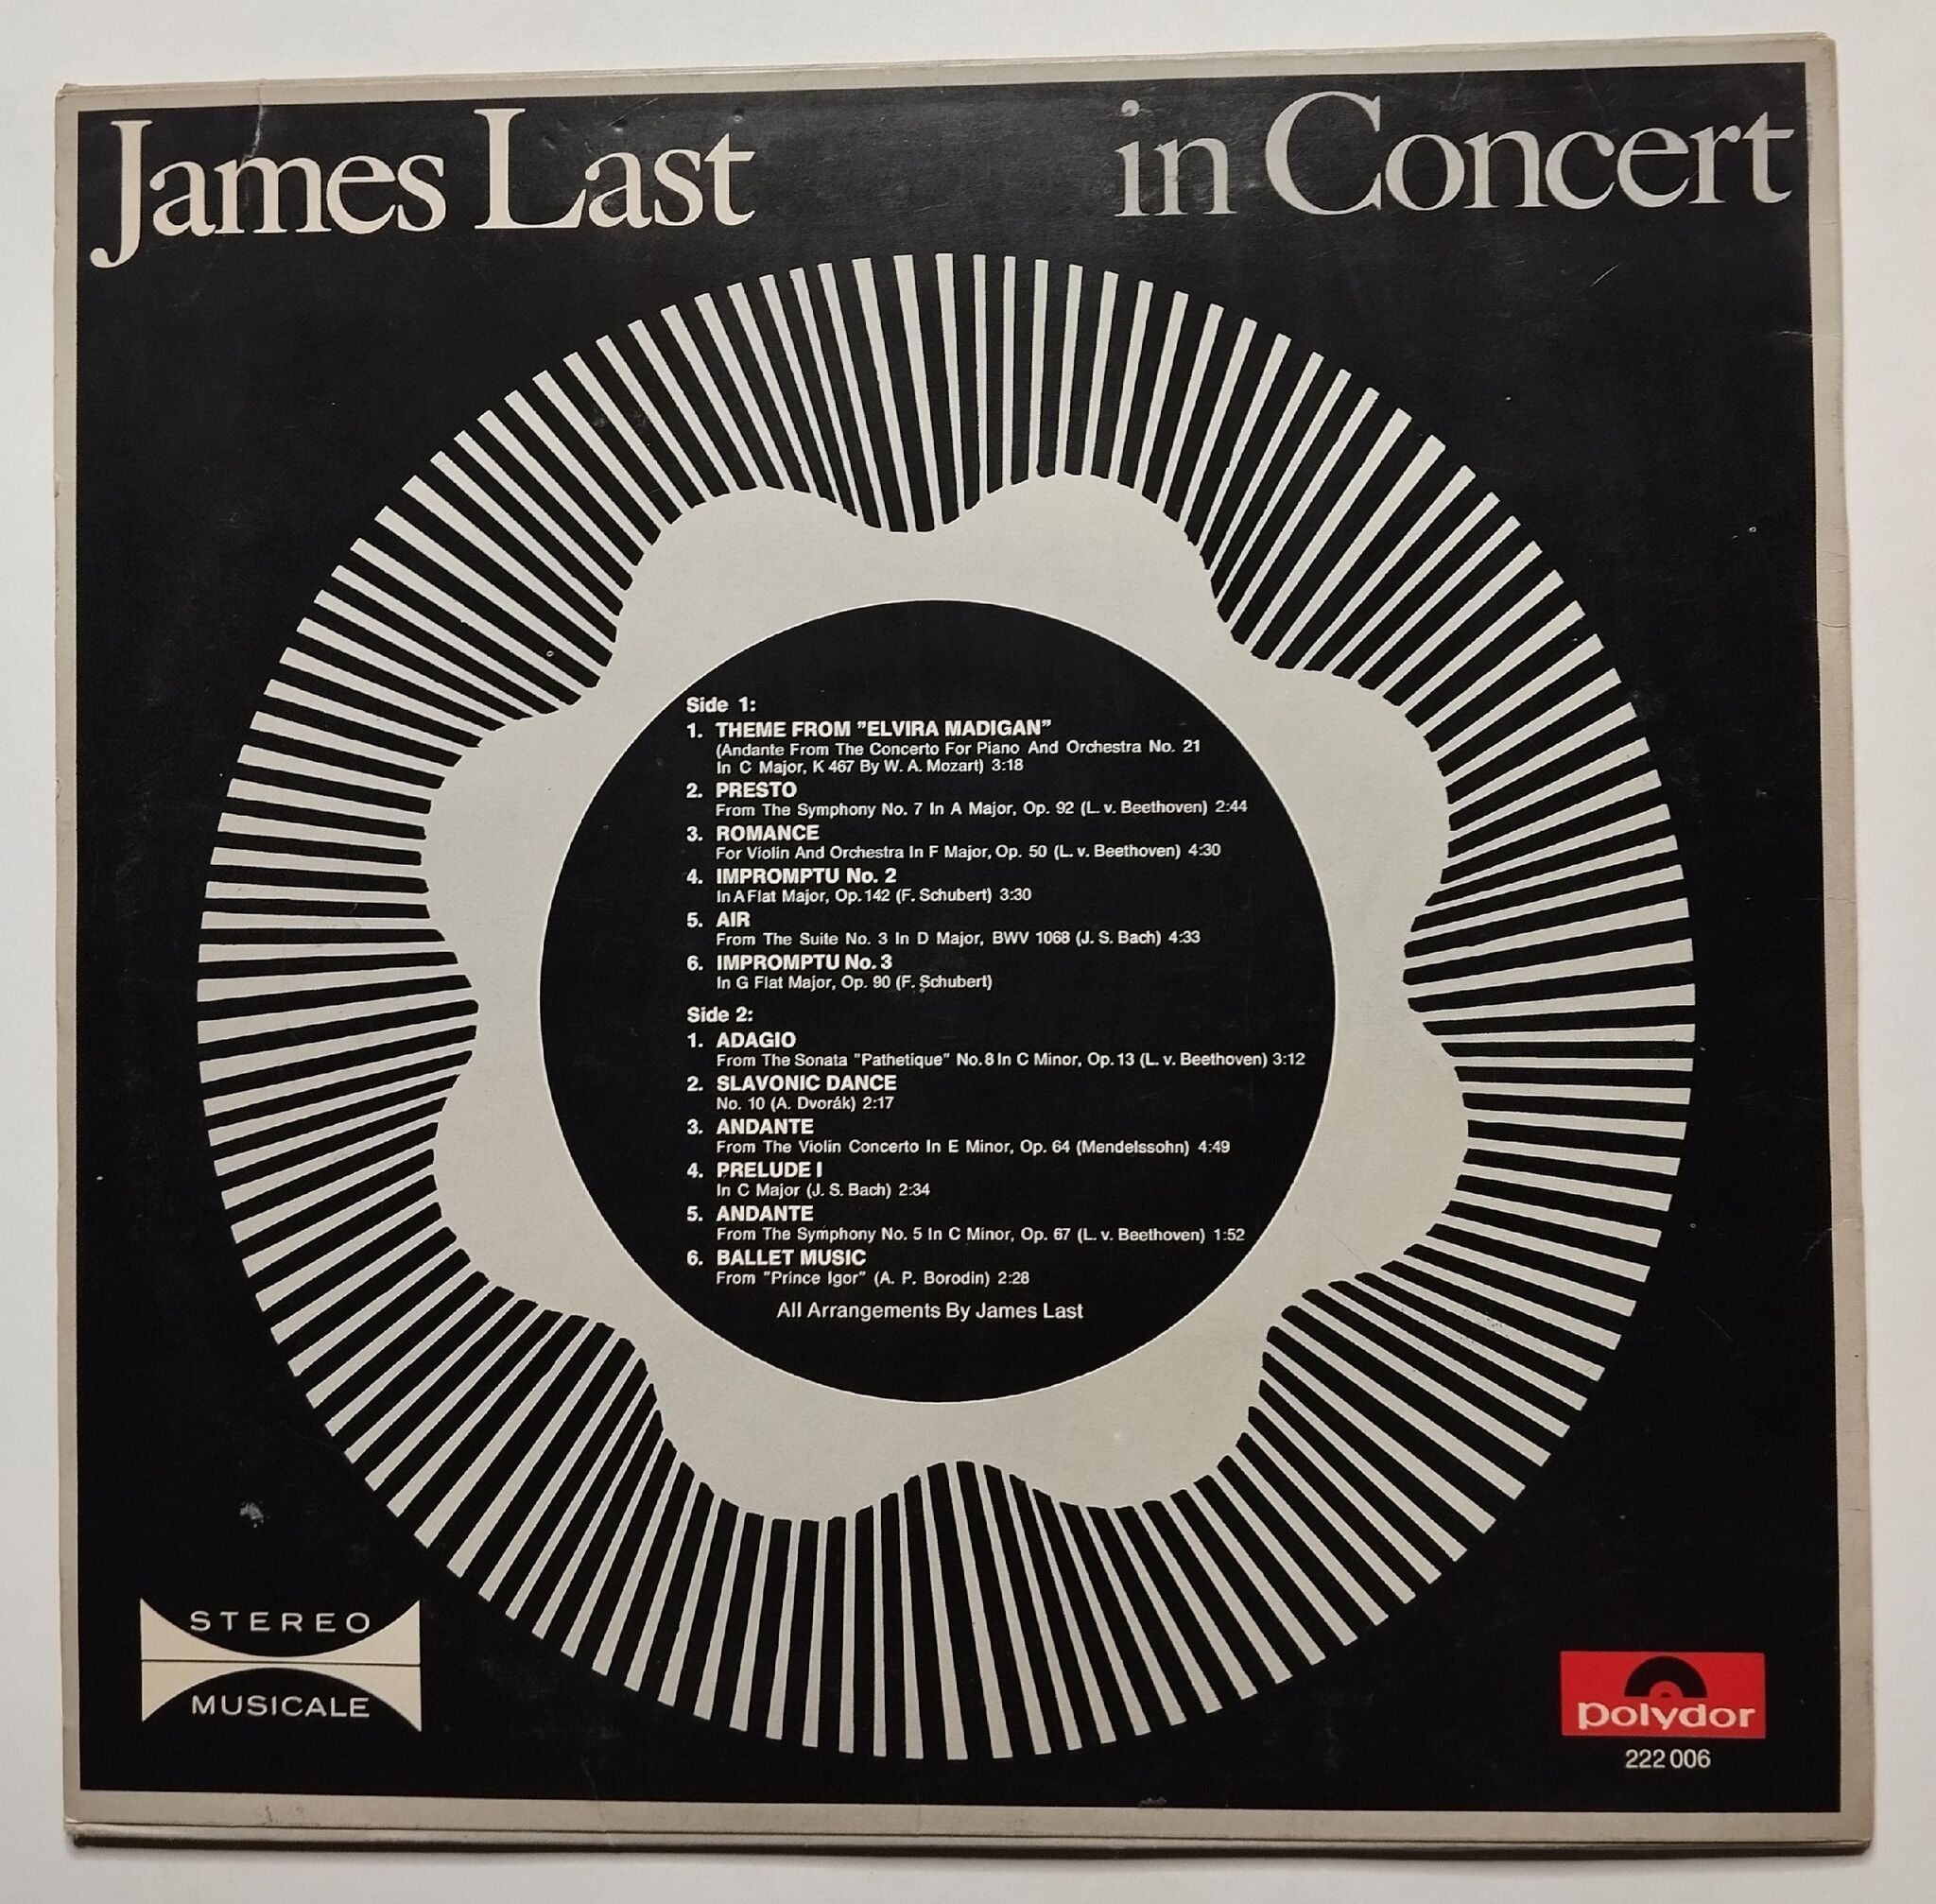 James Last in Concert
Side 1:
1. THEME FROM "ELVIRA MADIGAN"
(Andante From The Concerto For Piano And Orchestra No. 21
In C Major, K 467 By W. A. Mozart) 3:18
2. PRESTO
From The Symphony No. 7 In A Major, Op. 92 (L. v. Beethoven) 2:44
3. ROMANCE
For Violin And Orchestra In F Major, Op. 50 (L. v. Beethoven) 4:30
4. IMPROMPTU No. 2
In A Flat Major, Op. 142 (F. Schubert) 3:30
5. AIR
From The Suite No. 3 In D Major, BWV 1068 (J. S. Bach) 4:33
6. IMPROMPTU No. 3
In G Flat Major, Op. 90 (F. Schubert)
Side 2:
1. ADAGIO
From The Sonata "Pathetique" No. 8 In C Minor, Op. 13 (L. v. Beethoven) 3:12
2. SLAVONIC DANCE
No. 10 (A. Dvorák) 2:17
3. ANDANTE
From The Violin Concerto In E Minor, Op. 64 (Mendelssohn) 4:49
4. PRELUDE I
In C Major (J. S. Bach) 2:34
5. ANDANTE
From The Symphony No. 5 In C Minor, Op. 67 (L. v. Beethoven) 1:52
6. BALLET MUSIC
From "Prince Igor" (A. P. Borodin) 2:28
All Arrangements By James Last
STEREO
MUSICALE
polydor
222 006